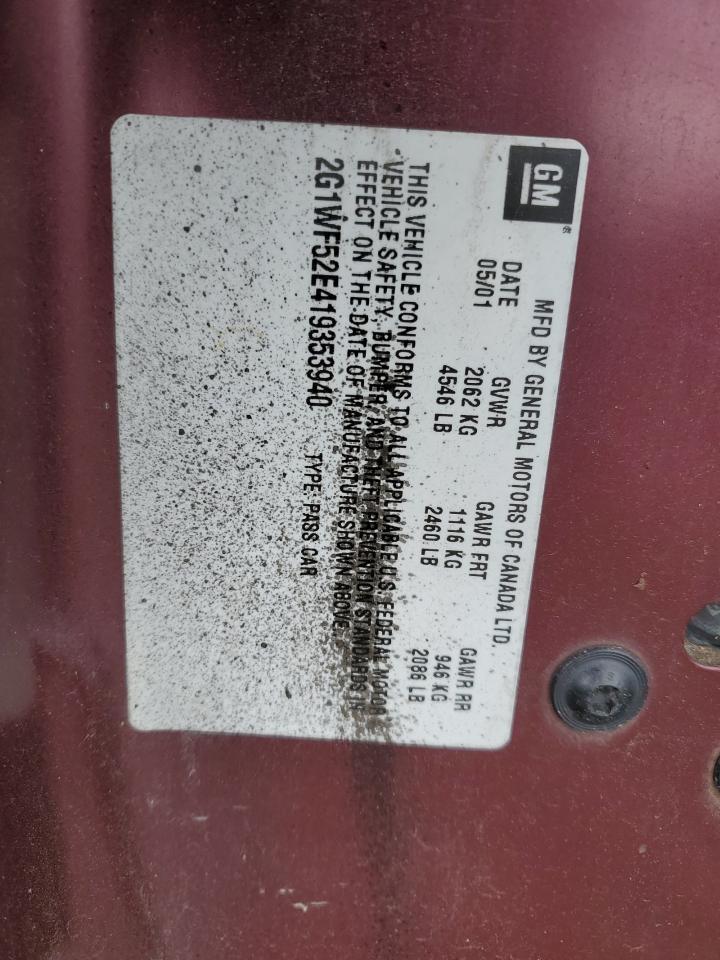 GM
MFD BY GENERAL MOTORS OF CANADA LTD.
DATE GVWR GAWR FRT GAWR RR
05/01 2062 KG 1116 KG 946 KG
4546 LB 2460 LB 2086 LB
THIS VEHICLE CONFORMS TO ALL APPLICABLE U.S. FEDERAL MOTOR
VEHICLE SAFETY, BUMPER, AND THEFT PREVENTION STANDARDS IN
EFFECT ON THE DATE OF MANUFACTURE SHOWN ABOVE.
2G1WF52E419353940 TYPE: PASS CAR